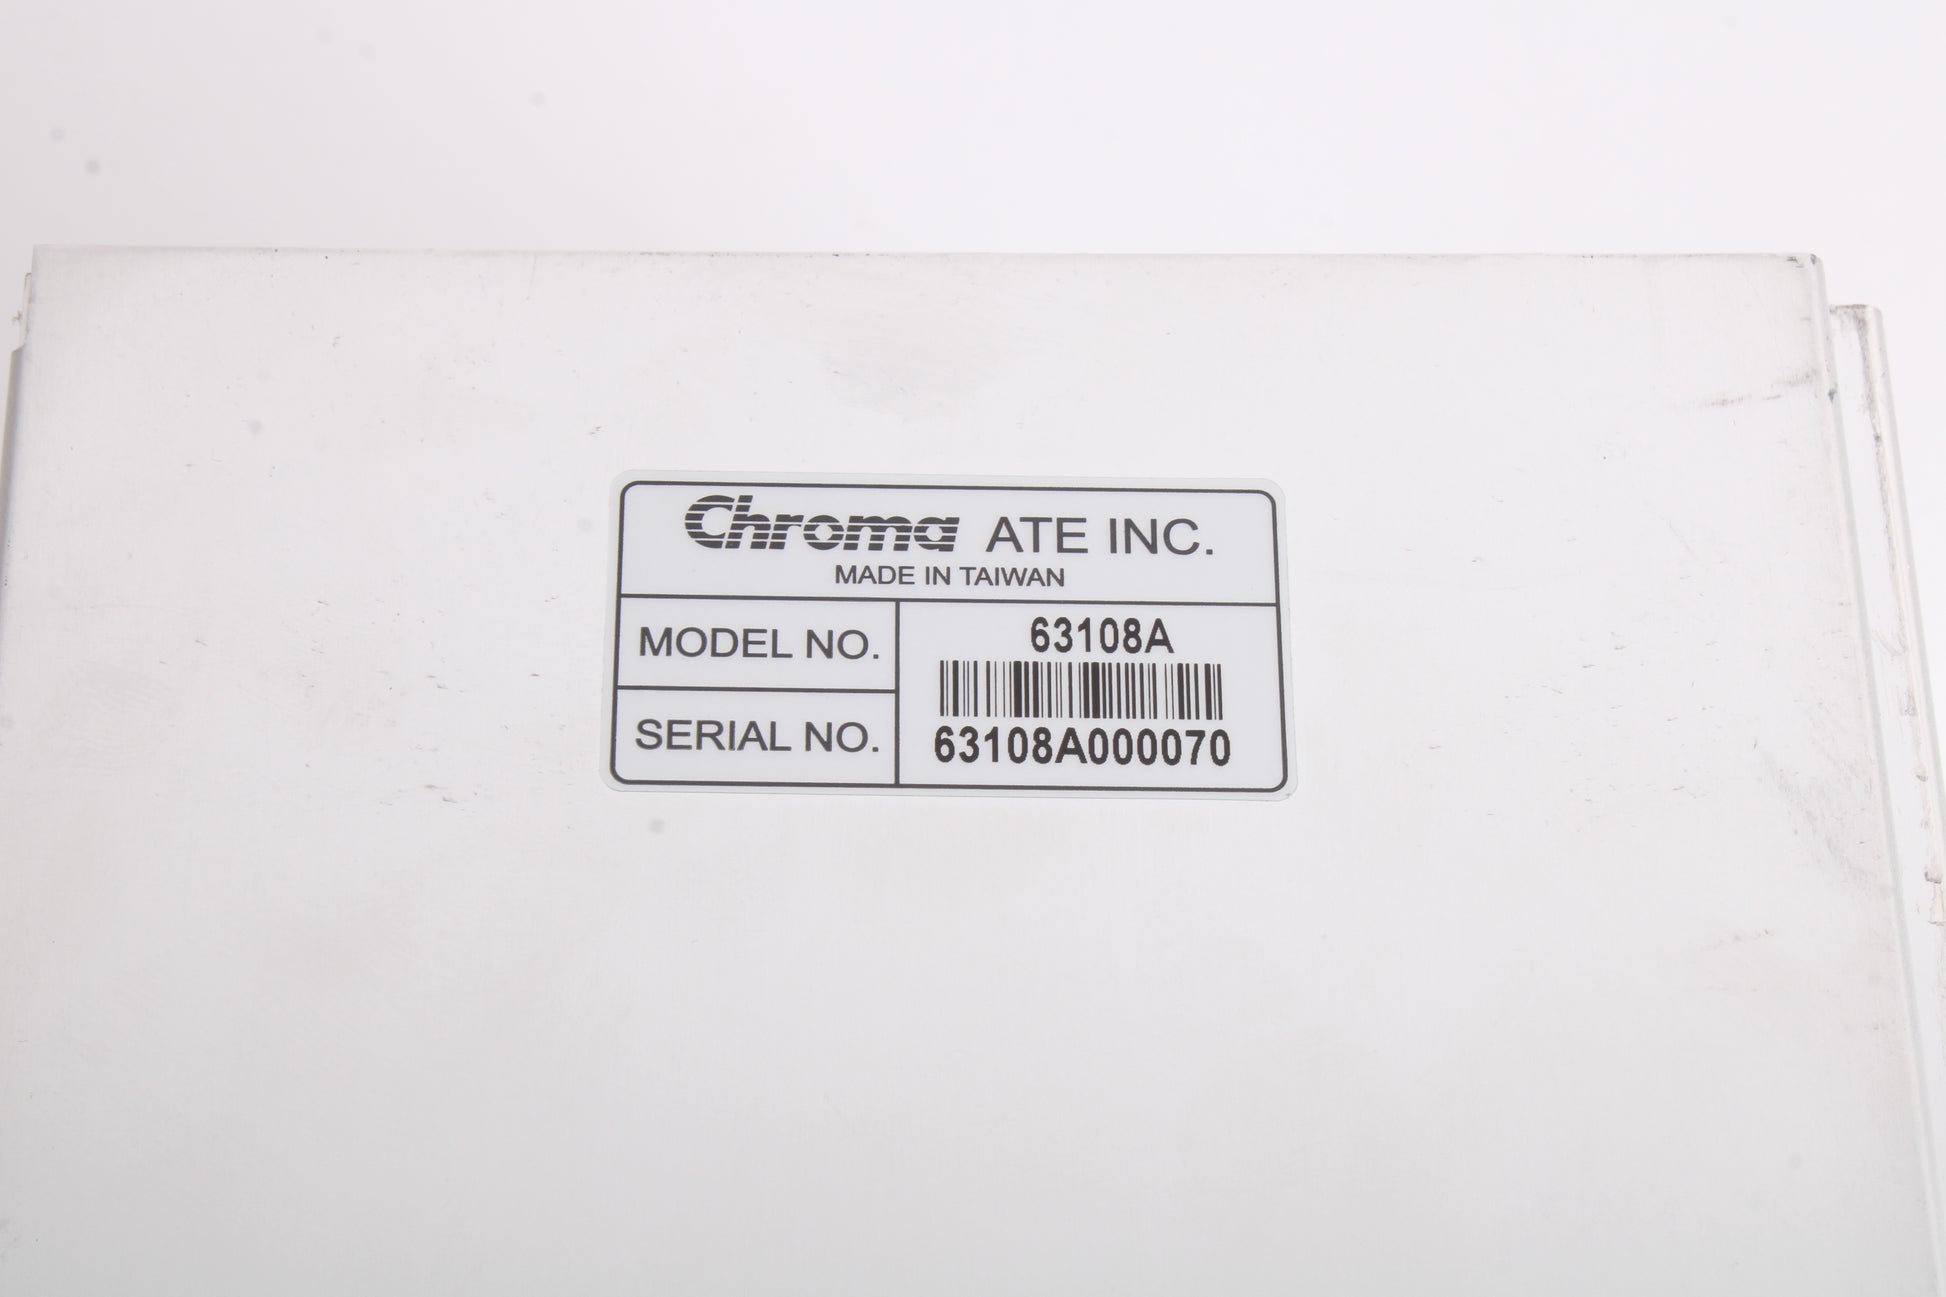 Chroma ATE INC.
MADE IN TAIWAN
MODEL NO.
63108A
SERIAL NO.
63108A000070